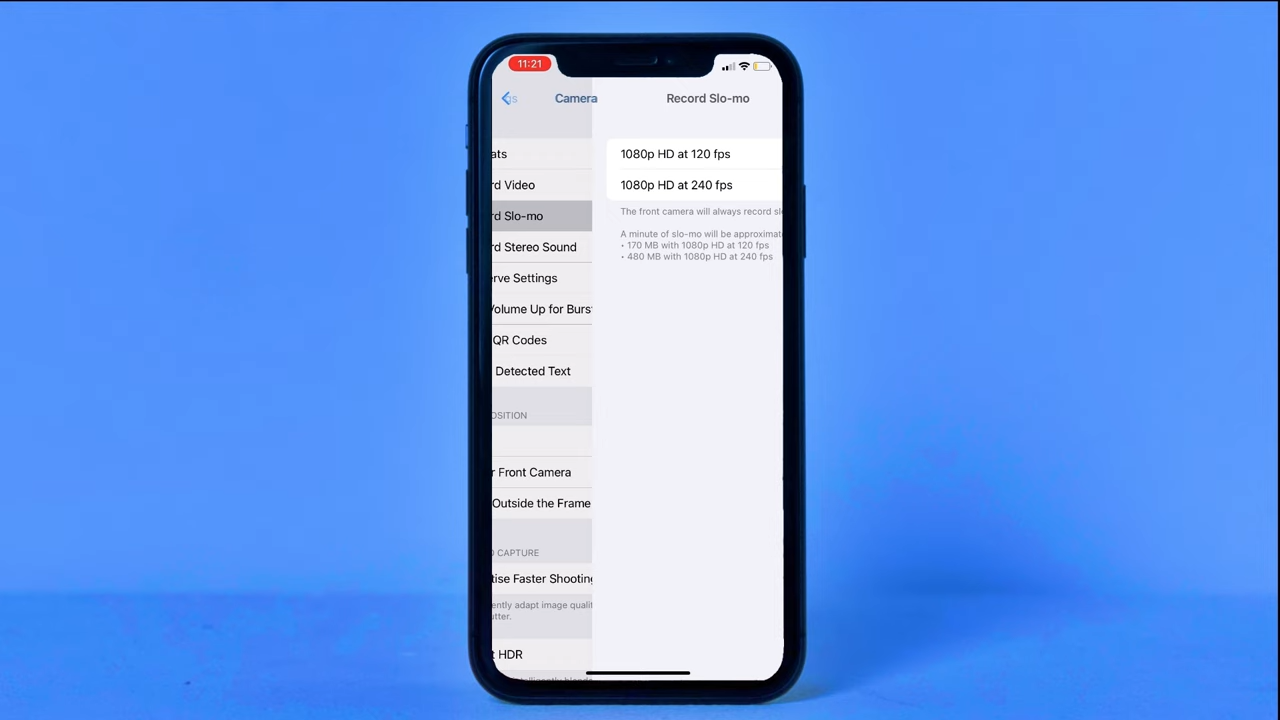 11:21
Camera
Record Slo-mo
ats
rd Video
rd Slo-mo
rd Stereo Sound
rve Settings
Volume Up for Burs
QR Codes
Detected Text
OSITION
r Front Camera
Outside the Frame
CAPTURE
tise Faster Shooting
ently adapt image qualit
utter.
t HDR
1080p HD at 120 fps
1080p HD at 240 fps
The front camera will always record sl
A minute of slo-mo will be approximat
• 170 MB with 1080p HD at 120 fps
• 480 MB with 1080p HD at 240 fps